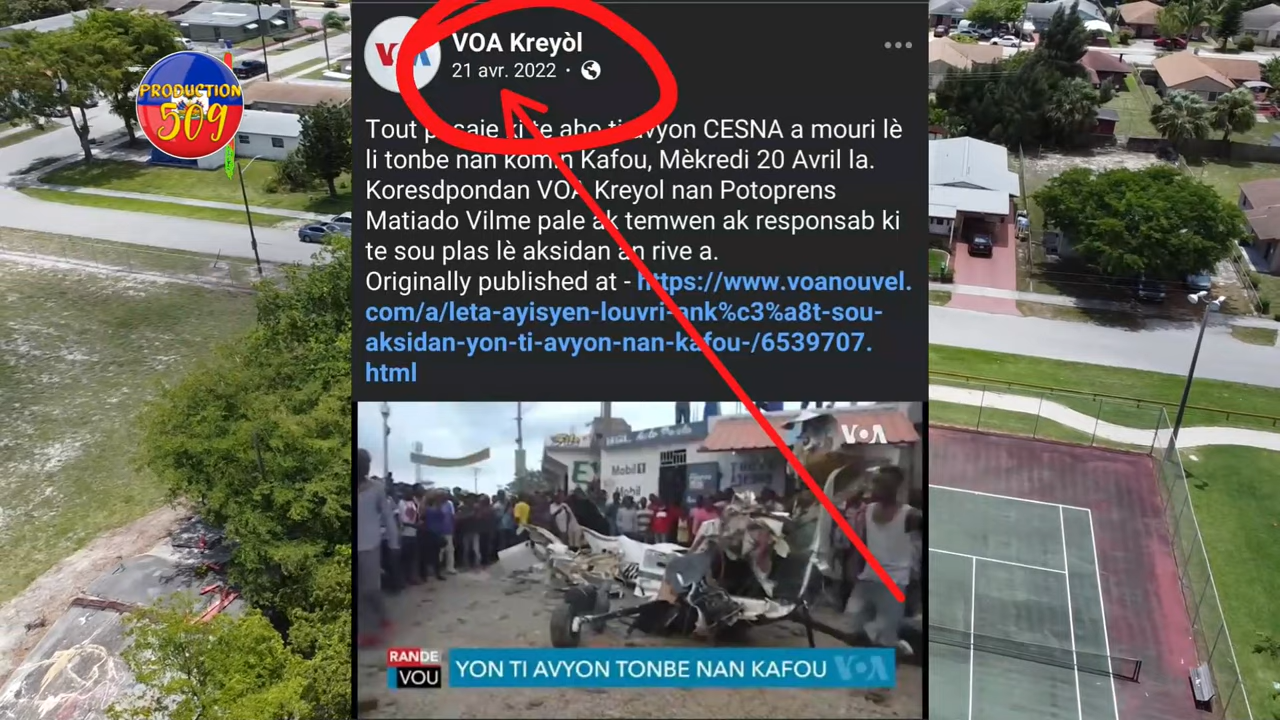 VOA
VOA Kreyòl
21 avr. 2022 ·
PRODUCTION
509
Tout pasaje ki te abo ti avyon CESNA a mouri lè
li tonbe nan komin Kafou, Mèkredi 20 Avril la.
Koresdpondan VOA Kreyol nan Potoprens
Matiado Vilme pale ak temwen ak responsab ki
te sou plas lè aksidan an rive a.
Originally published at - https://www.voanouvel.
com/a/leta-ayisyen-louvri-ank%c3%a8t-sou-
aksidan-yon-ti-avyon-nan-kafou-/6539707.
html
VOA
Mobil 1
Mobil
RANDE
VOU
YON TI AVYON TONBE NAN KAFOU VOA